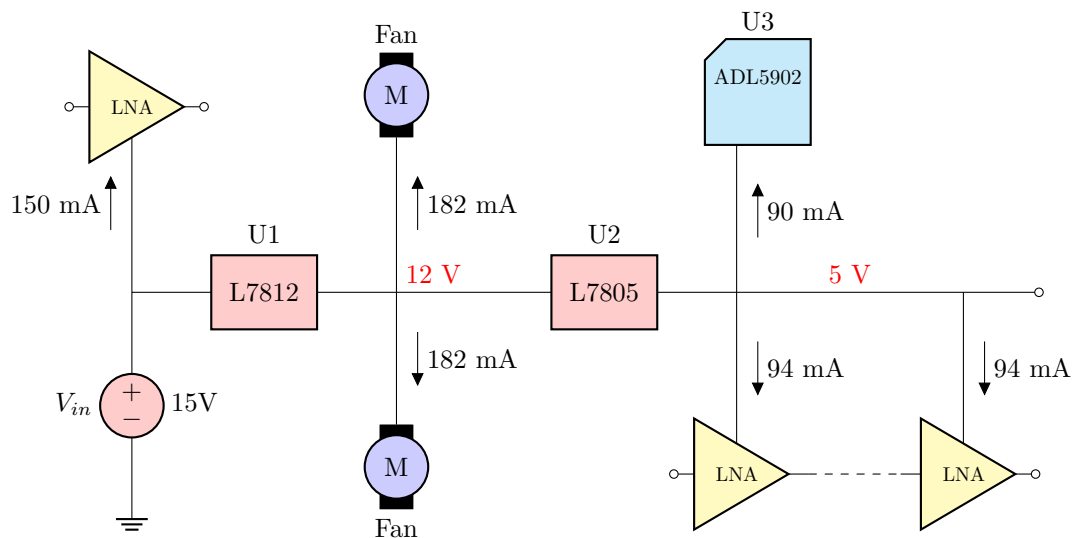 U3
Fan
ADL5902
M
LNA
150 mA
182 mA
90 mA
U1
U2
12 V
5 V
L7812
L7805
182 mA
94 mA
94 mA
V_in
+
−
15V
M
LNA
LNA
Fan